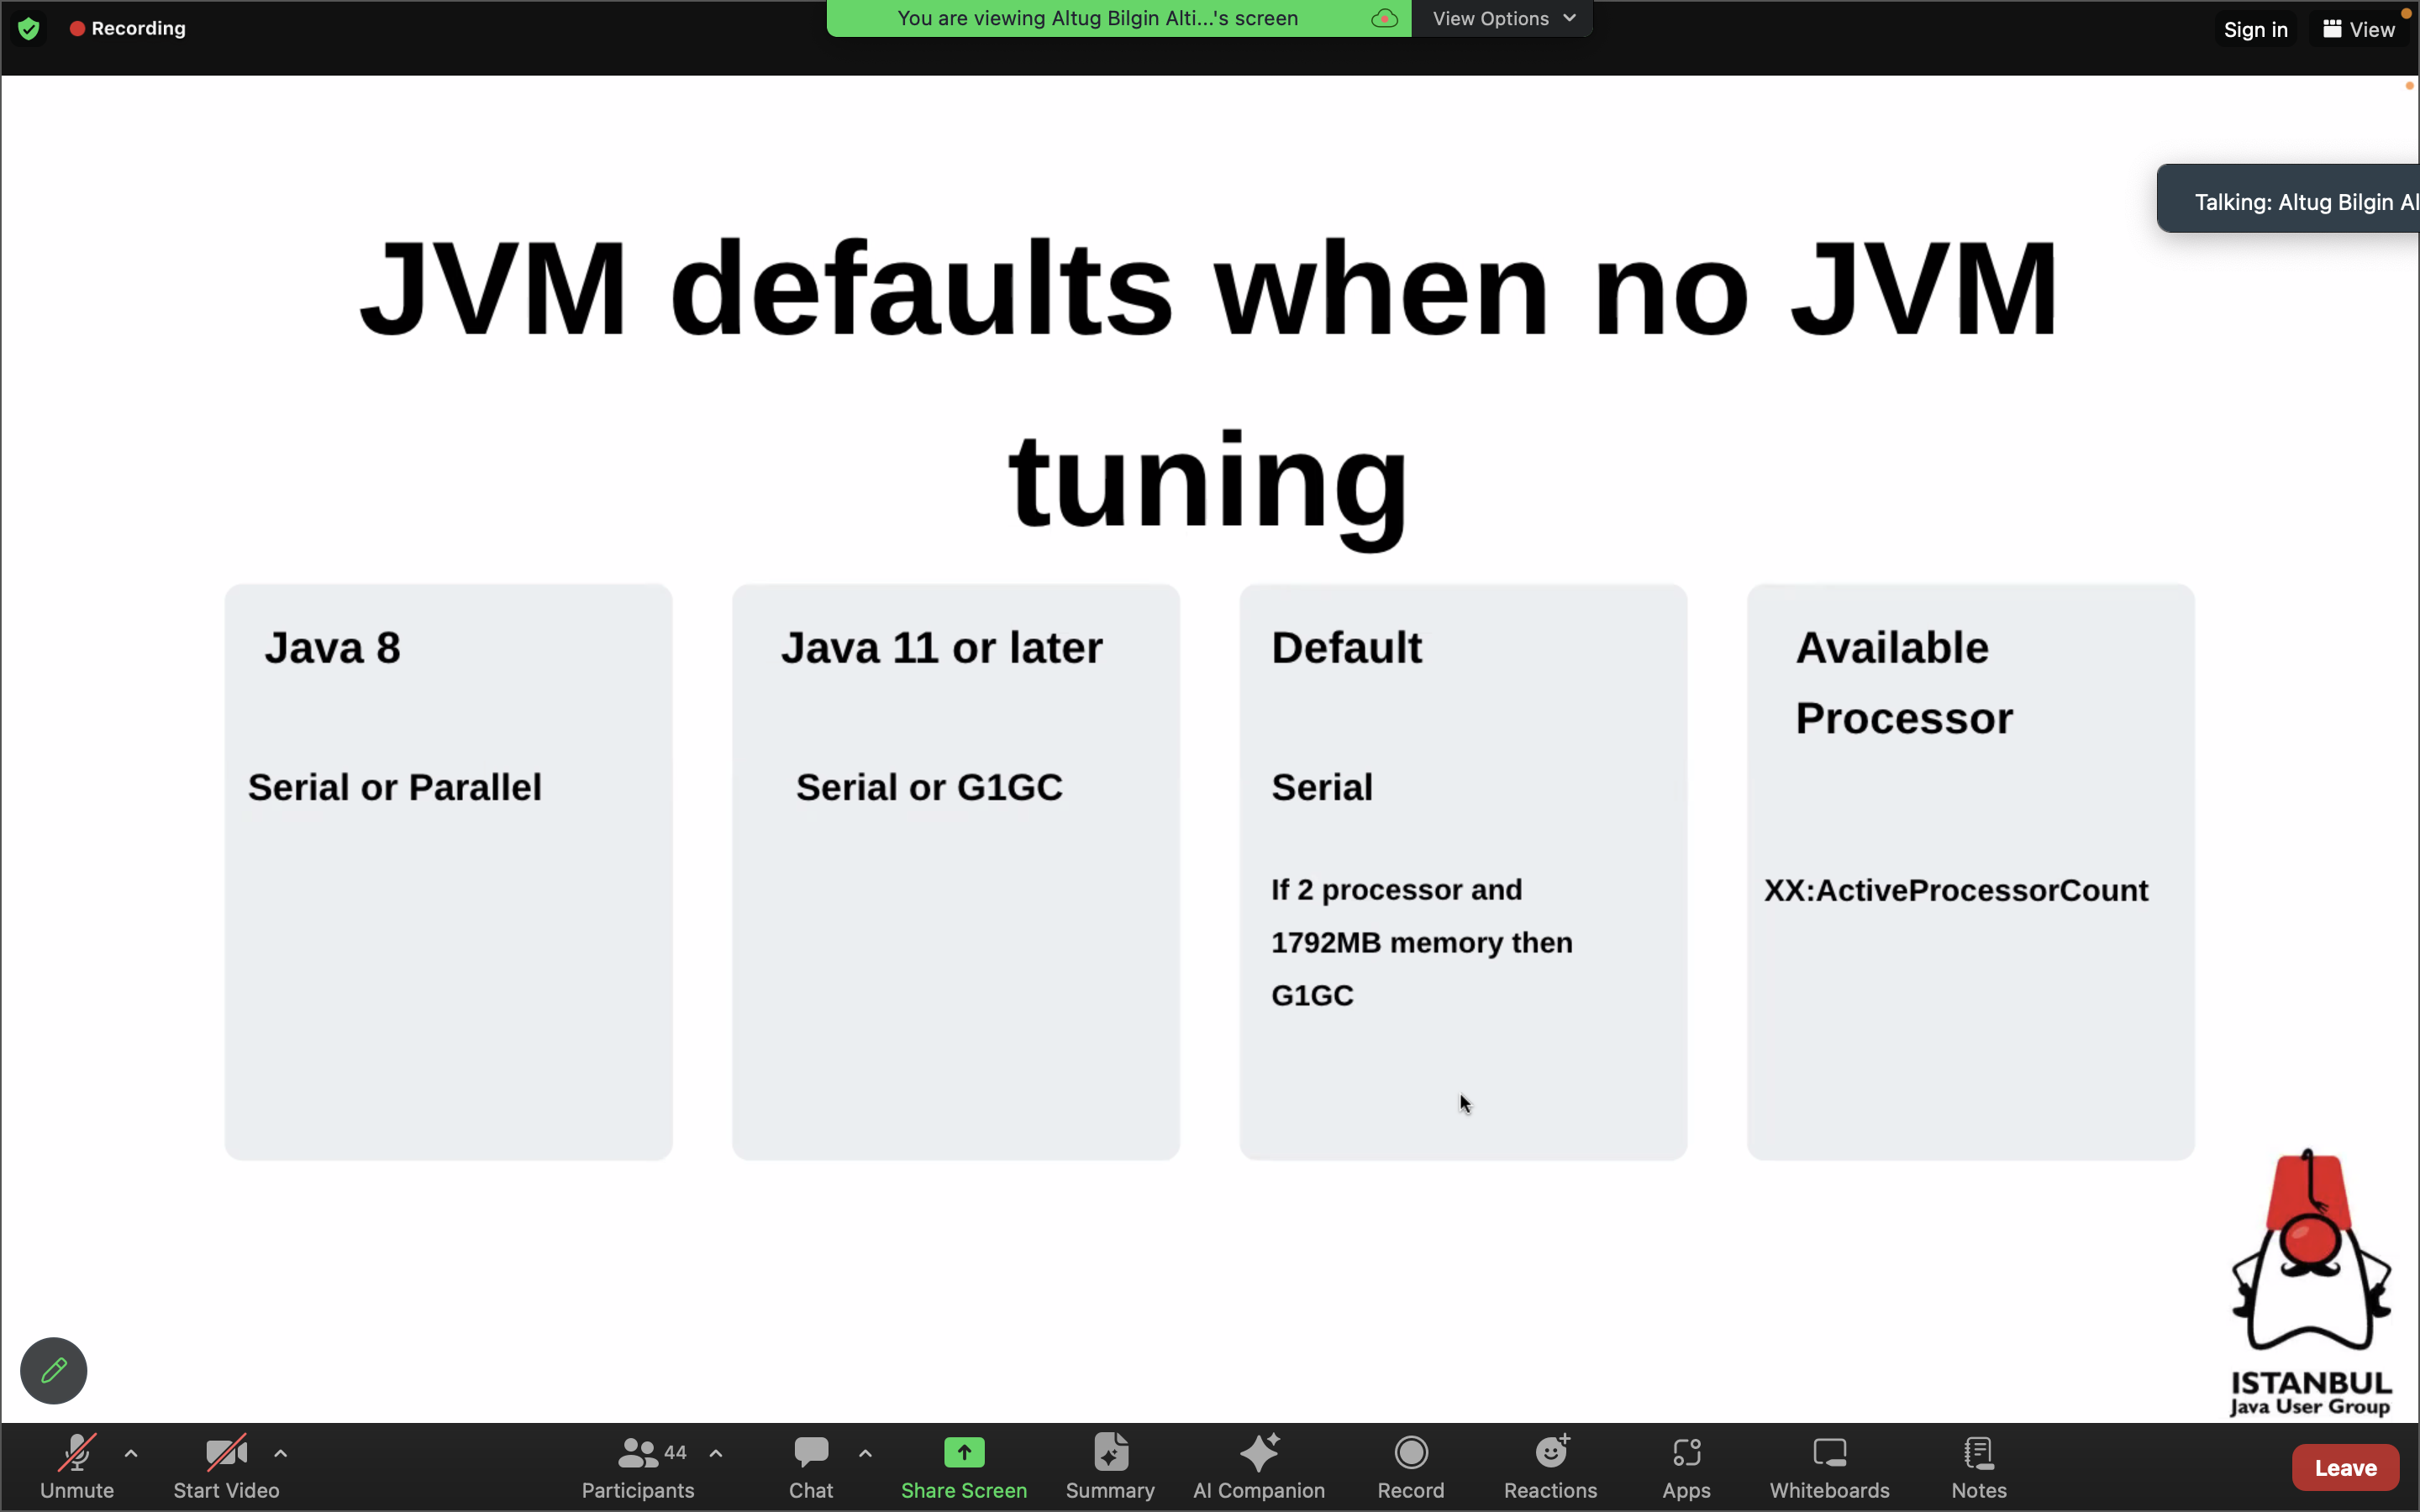 Recording
You are viewing Altug Bilgin Alti...'s screen
View Options
Sign in
View
Talking: Altug Bilgin Al
JVM defaults when no JVM
tuning
Java 8
Serial or Parallel
Java 11 or later
Serial or G1GC
Default
Serial
If 2 processor and
1792MB memory then
G1GC
Available
Processor
XX:ActiveProcessorCount
ISTANBUL
Java User Group
Unmute
Start Video
44
Participants
Chat
Share Screen
Summary
AI Companion
Record
Reactions
Apps
Whiteboards
Notes
Leave